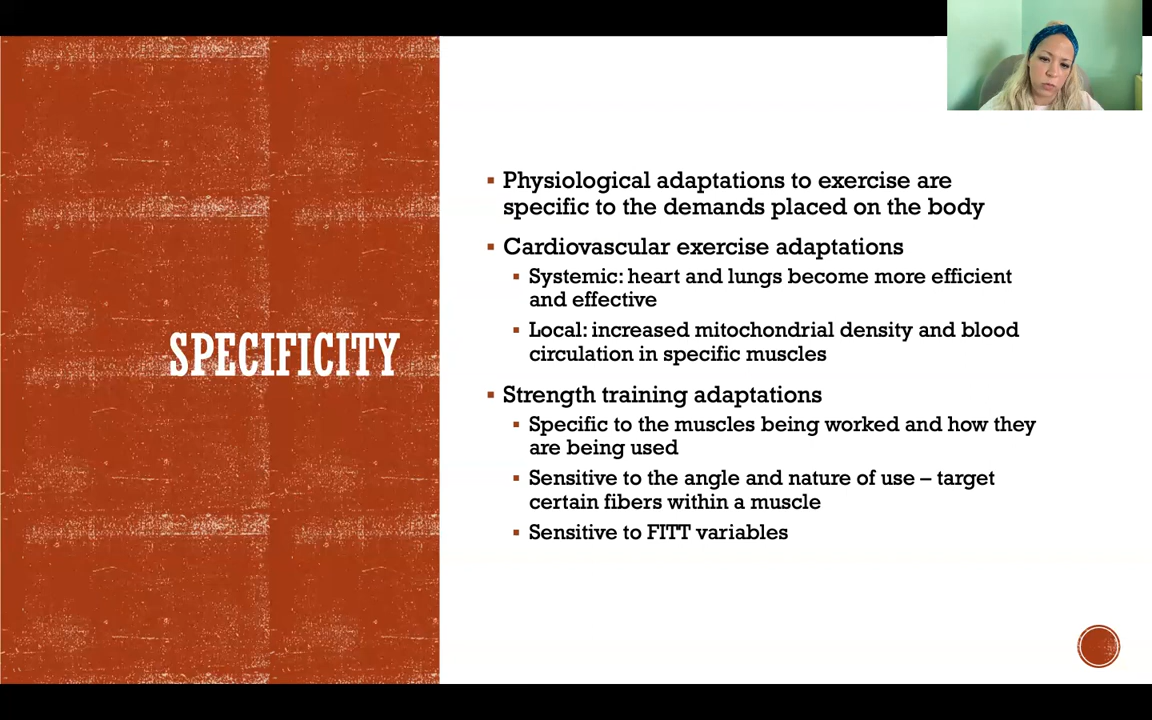 SPECIFICITY
Physiological adaptations to exercise are
specific to the demands placed on the body
Cardiovascular exercise adaptations
Systemic: heart and lungs become more efficient
and effective
Local: increased mitochondrial density and blood
circulation in specific muscles
Strength training adaptations
Specific to the muscles being worked and how they
are being used
Sensitive to the angle and nature of use – target
certain fibers within a muscle
Sensitive to FITT variables